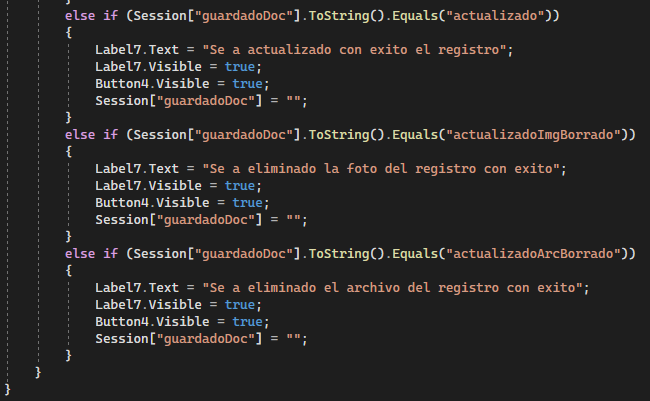 }
else if (Session["guardadoDoc"].ToString().Equals("actualizado"))
{
Label7.Text = "Se a actualizado con exito el registro";
Label7.Visible = true;
Button4.Visible = true;
Session["guardadoDoc"] = "";
}
else if (Session["guardadoDoc"].ToString().Equals("actualizadoImgBorrado"))
{
Label7.Text = "Se a eliminado la foto del registro con exito";
Label7.Visible = true;
Button4.Visible = true;
Session["guardadoDoc"] = "";
}
else if (Session["guardadoDoc"].ToString().Equals("actualizadoArcBorrado"))
{
Label7.Text = "Se a eliminado el archivo del registro con exito";
Label7.Visible = true;
Button4.Visible = true;
Session["guardadoDoc"] = "";
}
}
}